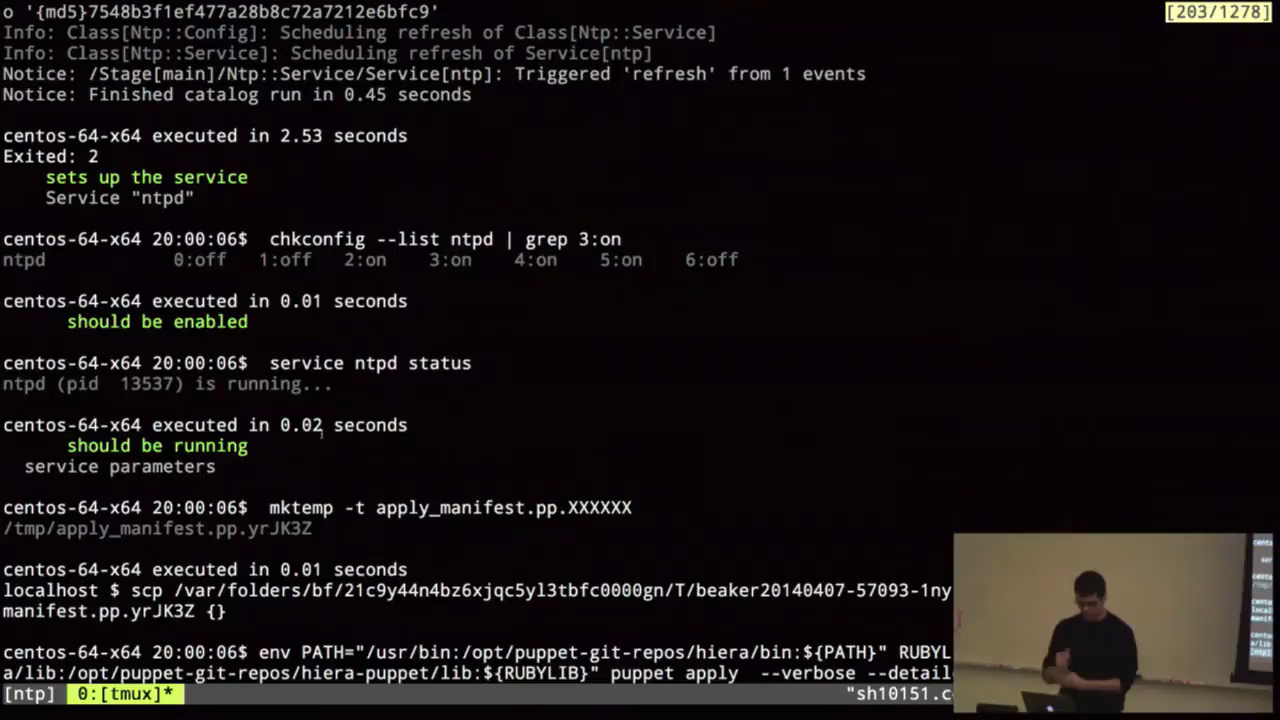 o '{md5}7548b3f1ef477a28b8c72a7212e6bfc9'
[203/1278]
Info: Class[Ntp::Config]: Scheduling refresh of Class[Ntp::Service]
Info: Class[Ntp::Service]: Scheduling refresh of Service[ntp]
Notice: /Stage[main]/Ntp::Service/Service[ntp]: Triggered 'refresh' from 1 events
Notice: Finished catalog run in 0.45 seconds
centos-64-x64 executed in 2.53 seconds
Exited: 2
sets up the service
Service "ntpd"
centos-64-x64 20:00:06$ chkconfig --list ntpd | grep 3:on
ntpd 0:off 1:off 2:on 3:on 4:on 5:on 6:off
centos-64-x64 executed in 0.01 seconds
should be enabled
centos-64-x64 20:00:06$ service ntpd status
ntpd (pid 13537) is running...
centos-64-x64 executed in 0.02 seconds
should be running
service parameters
centos-64-x64 20:00:06$ mktemp -t apply_manifest.pp.XXXXXX
/tmp/apply_manifest.pp.yrJK3Z
centos-64-x64 executed in 0.01 seconds
localhost $ scp /var/folders/bf/21c9y44n4bz6xjqc5yl3tbfc0000gn/T/beaker20140407-57093-1ny
manifest.pp.yrJK3Z {}
centos-64-x64 20:00:06$ env PATH="/usr/bin:/opt/puppet-git-repos/hiera/bin:${PATH}" RUBYL
a/lib:/opt/puppet-git-repos/hiera-puppet/lib:${RUBYLIB}" puppet apply --verbose --detaile
[ntp] 0:[tmux]* "sh10151.c